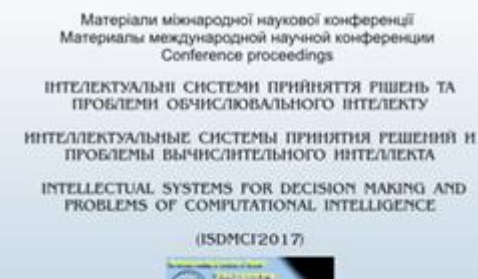 Матеріали міжнародної наукової конференції
Материалы международной научной конференции
Conference proceedings
ІНТЕЛЕКТУАЛЬНІ СИСТЕМИ ПРИЙНЯТТЯ РІШЕНЬ ТА
ПРОБЛЕМИ ОБЧИСЛЮВАЛЬНОГО ІНТЕЛЕКТУ
ИНТЕЛЛЕКТУАЛЬНЫЕ СИСТЕМЫ ПРИНЯТИЯ РЕШЕНИЙ И
ПРОБЛЕМЫ ВЫЧИСЛИТЕЛЬНОГО ИНТЕЛЛЕКТА
INTELLECTUAL SYSTEMS FOR DECISION MAKING AND
PROBLEMS OF COMPUTATIONAL INTELLIGENCE
(ISDMCI'2017)